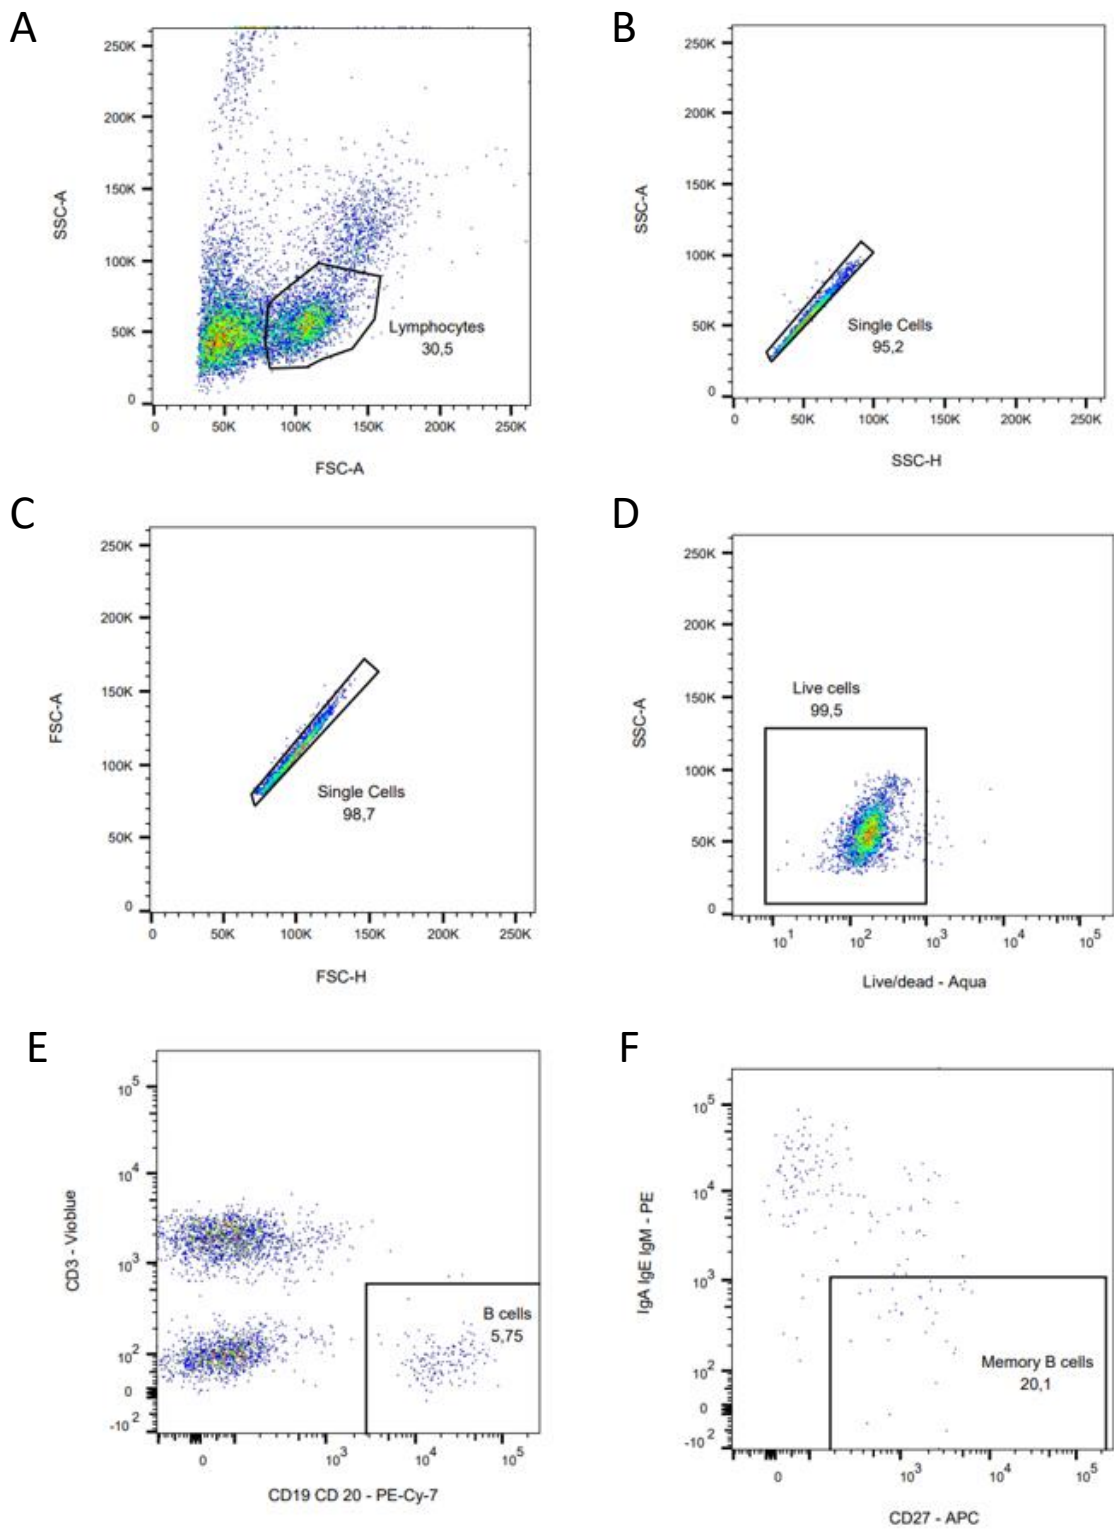 A
250K
200K
150K
100K
50K
0
SSC-A
Lymphocytes
30,5
0 50K 100K 150K 200K 250K
FSC-A
B
250K
200K
150K
100K
50K
0
SSC-A
Single Cells
95,2
0 50K 100K 150K 200K 250K
SSC-H
C
250K
200K
150K
100K
50K
0
FSC-A
Single Cells
98,7
0 50K 100K 150K 200K 250K
FSC-H
D
250K
200K
150K
100K
50K
0
SSC-A
Live cells
99,5
10^1 10^2 10^3 10^4 10^5
Live/dead - Aqua
E
10^5
10^4
10^3
10^2
0
-10^2
CD3 - Vioblue
B cells
5,75
0 10^3 10^4 10^5
CD19 CD 20 - PE-Cy-7
F
10^5
10^4
10^3
10^2
0
-10^2
IgA IgE IgM - PE
Memory B cells
20,1
0 10^3 10^4 10^5
CD27 - APC